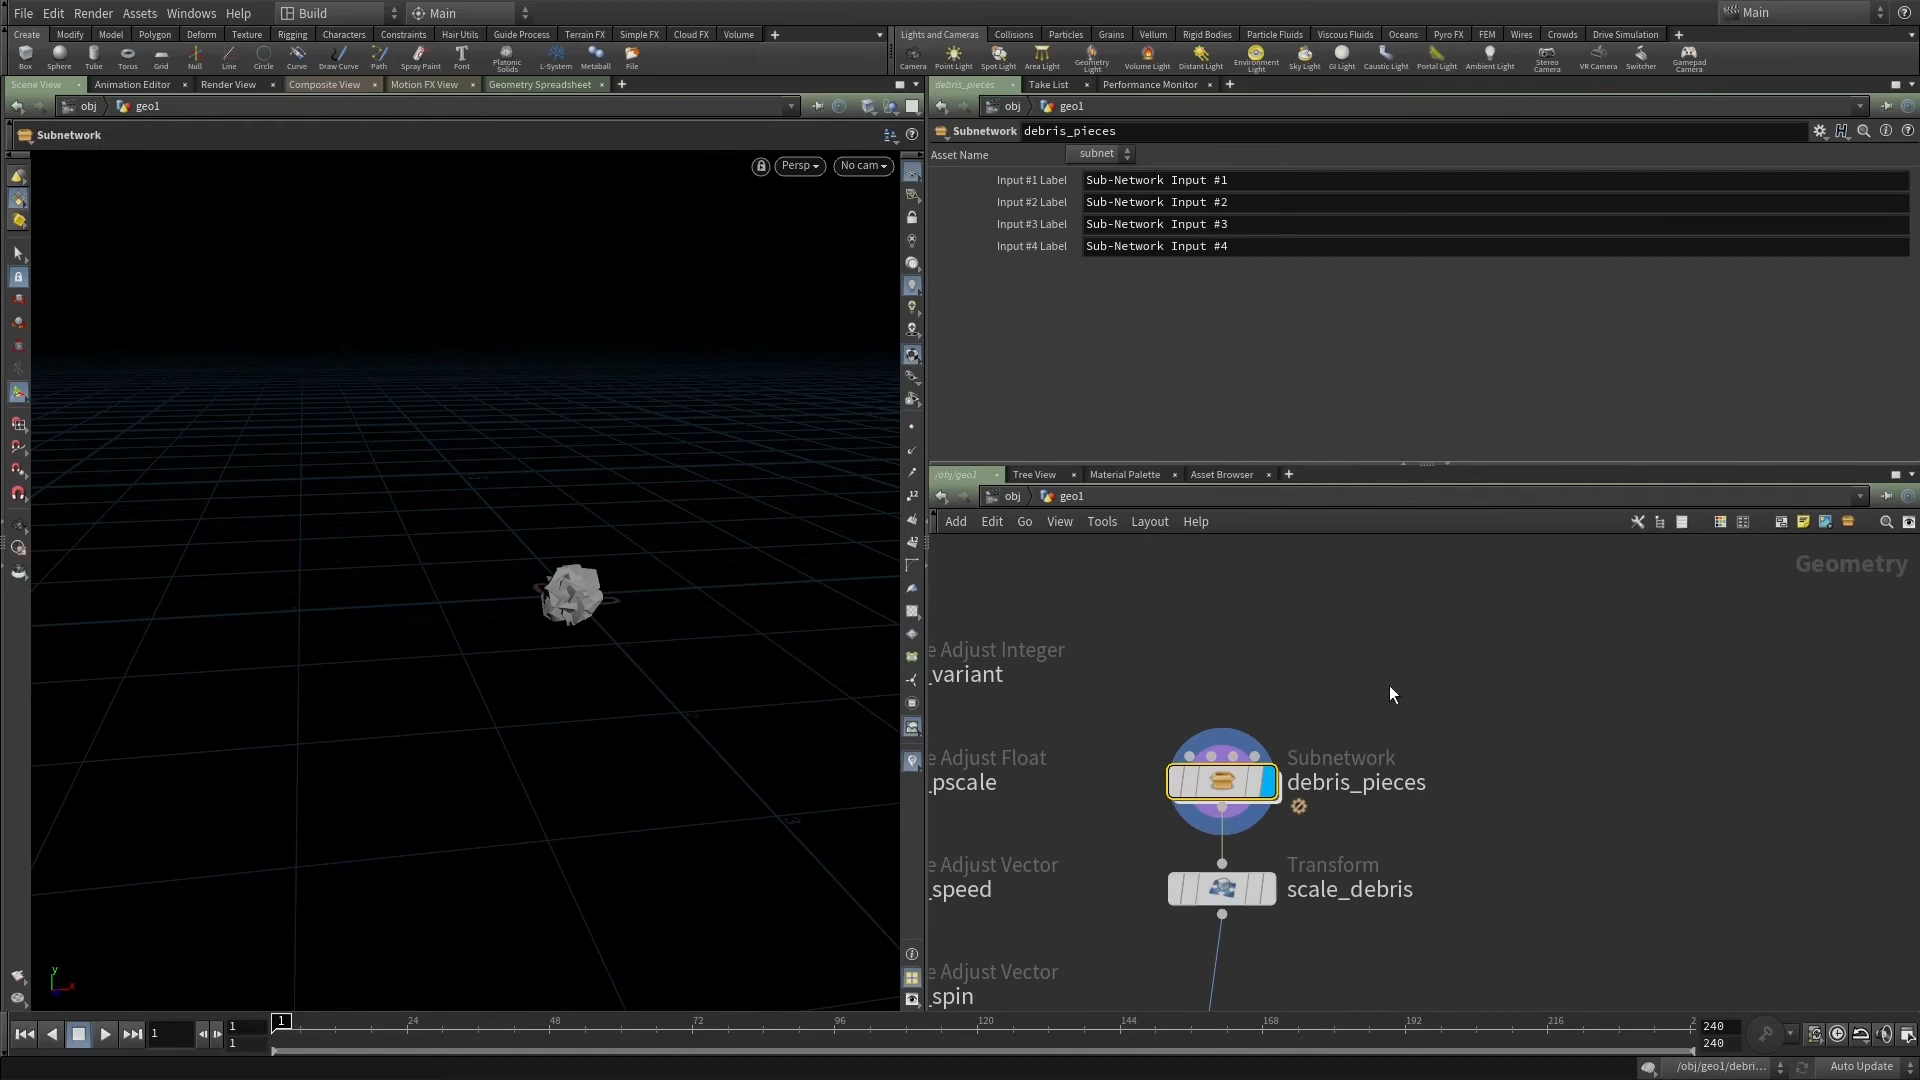 File Edit Render Assets Windows Help Build Main Main
Create Modify Model Polygon Deform Texture Rigging Characters Constraints Hair Utils Guide Process Terrain FX Simple FX Cloud FX Volume
Lights and Cameras Collisions Particles Grains Vellum Rigid Bodies Particle Fluids Viscous Fluids Oceans Pyro FX FEM Wires Crowds Drive Simulation
Box Sphere Tube Torus Grid Null Line Circle Curve Draw Curve Path Spray Paint Font Platonic Solids L-System Metaball File
Camera Point Light Spot Light Area Light Geometry Light Volume Light Distant Light Environment Light Sky Light GI Light Caustic Light Portal Light Ambient Light Stereo Camera VR Camera Switcher Gamepad Camera
Scene View Animation Editor Render View Composite View Motion FX View Geometry Spreadsheet
debris_pieces Take List Performance Monitor
obj geo1
obj geo1
Subnetwork
Subnetwork debris_pieces
Asset Name subnet
Persp No cam
Input #1 Label Sub-Network Input #1
Input #2 Label Sub-Network Input #2
Input #3 Label Sub-Network Input #3
Input #4 Label Sub-Network Input #4
/obj/geo1 Tree View Material Palette Asset Browser
obj geo1
Add Edit Go View Tools Layout Help
Geometry
e Adjust Integer
_variant
e Adjust Float
_pscale
Subnetwork
debris_pieces
e Adjust Vector
_speed
Transform
scale_debris
e Adjust Vector
_spin
12
12
y
x
1 1 1 1 24 48 72 96 120 144 168 192 216 2 240 240
/obj/geo1/debri... Auto Update